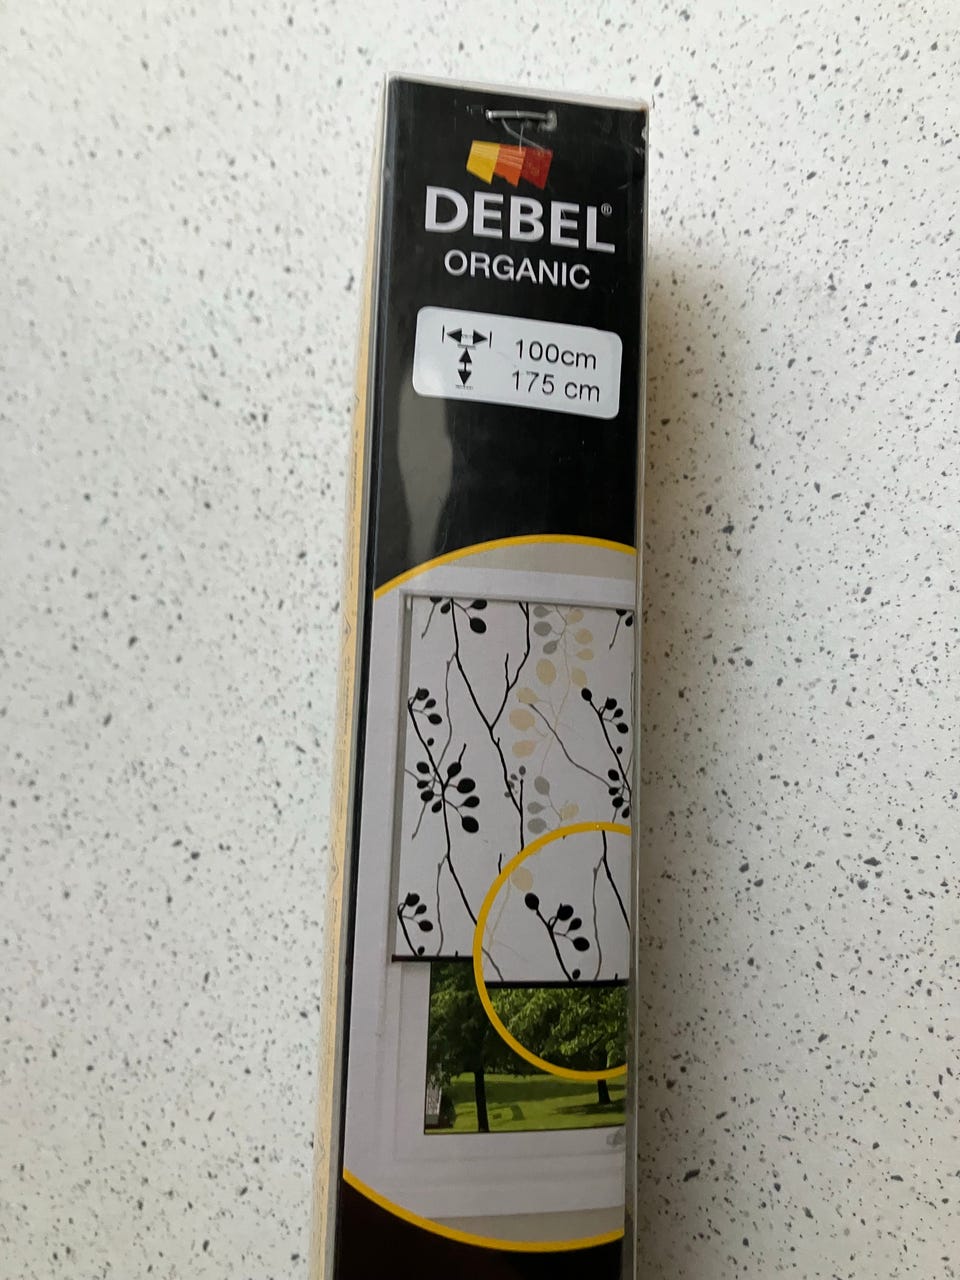 DEBEL®
ORGANIC
100cm
175 cm